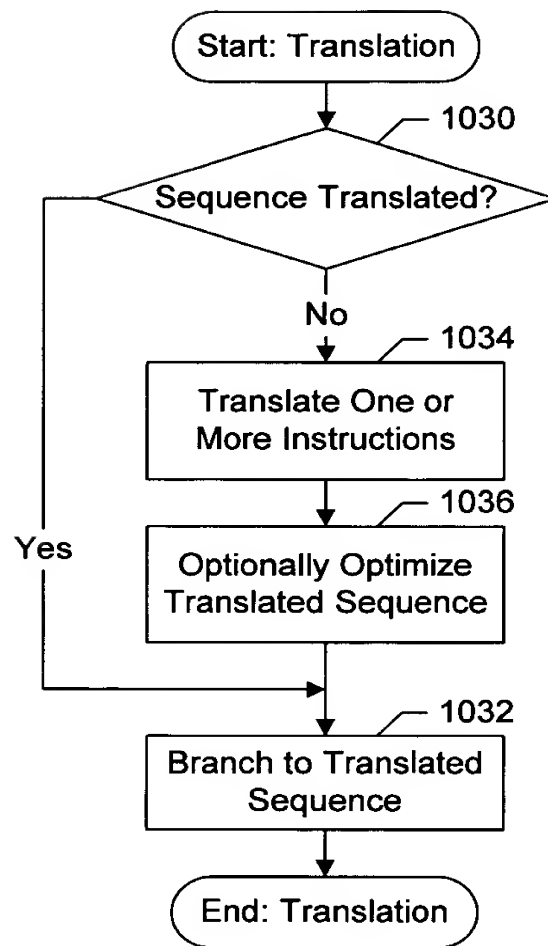 Start: Translation
1030
Sequence Translated?
No
1034
Translate One or
More Instructions
1036
Yes
Optionally Optimize
Translated Sequence
1032
Branch to Translated
Sequence
End: Translation